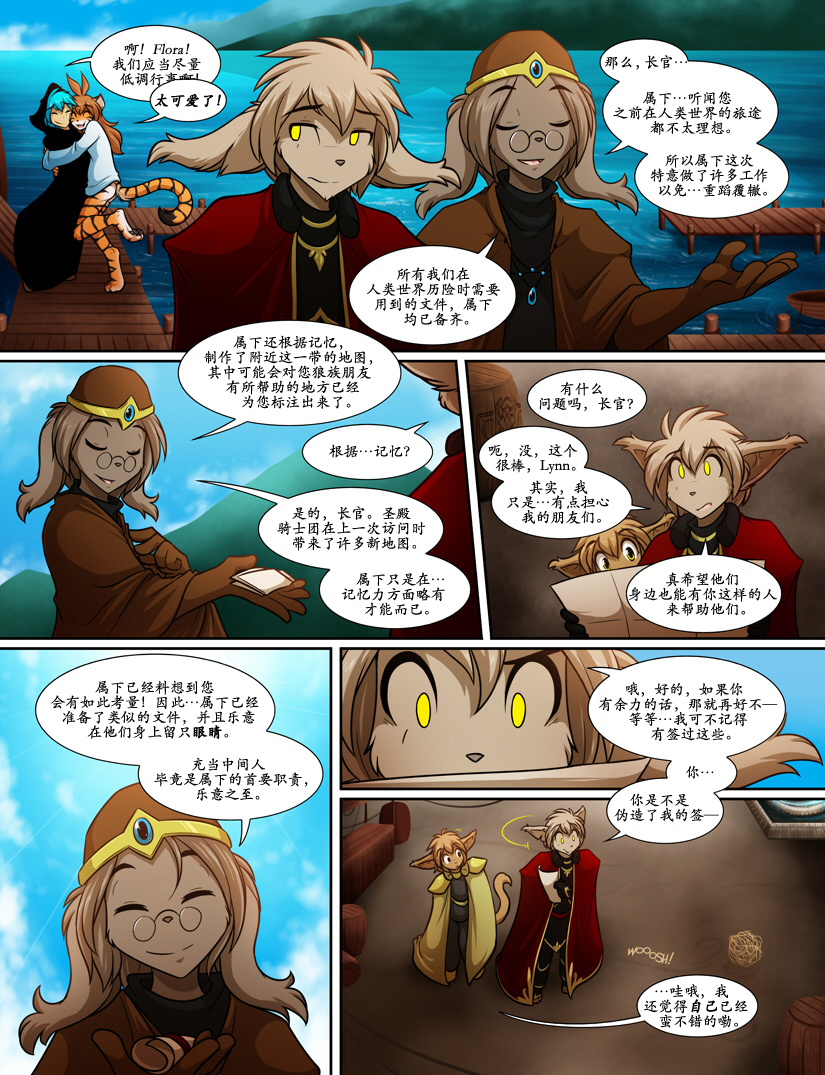 啊！Flora！
我们应当尽量
低调行事啊！
太可爱了！
那么，长官…
属下…听闻您
之前在人类世界的旅途
都不太理想。
所以属下这次
特意做了许多工作
以免…重蹈覆辙。
所有我们在
人类世界历险时需要
用到的文件，属下
均已备齐。
属下还根据记忆，
制作了附近这一带的地图，
其中可能会对您狼族朋友
有所帮助的地方已经
为您标注出来了。
根据…记忆？
是的，长官。圣殿
骑士团在上一次访问时
带来了许多新地图。
属下只是在…
记忆力方面略有
才能而已。
有什么
问题吗，长官？
呃，没，这个
很棒，Lynn。
其实，我
只是…有点担心
我的朋友们。
真希望他们
身边也能有你这样的人
来帮助他们。
属下已经料想到您
会有如此考量！因此…属下已经
准备了类似的文件，并且乐意
在他们身上留只眼睛。
充当中间人
毕竟是属下的首要职责，
乐意之至。
哦，好的，如果你
有余力的话，那就再好不—
等等…我可不记得
有签过这些。
你…
你是不是
伪造了我的签—
WOOOSH!
…哇哦，我
还觉得自己已经
蛮不错的嘞。